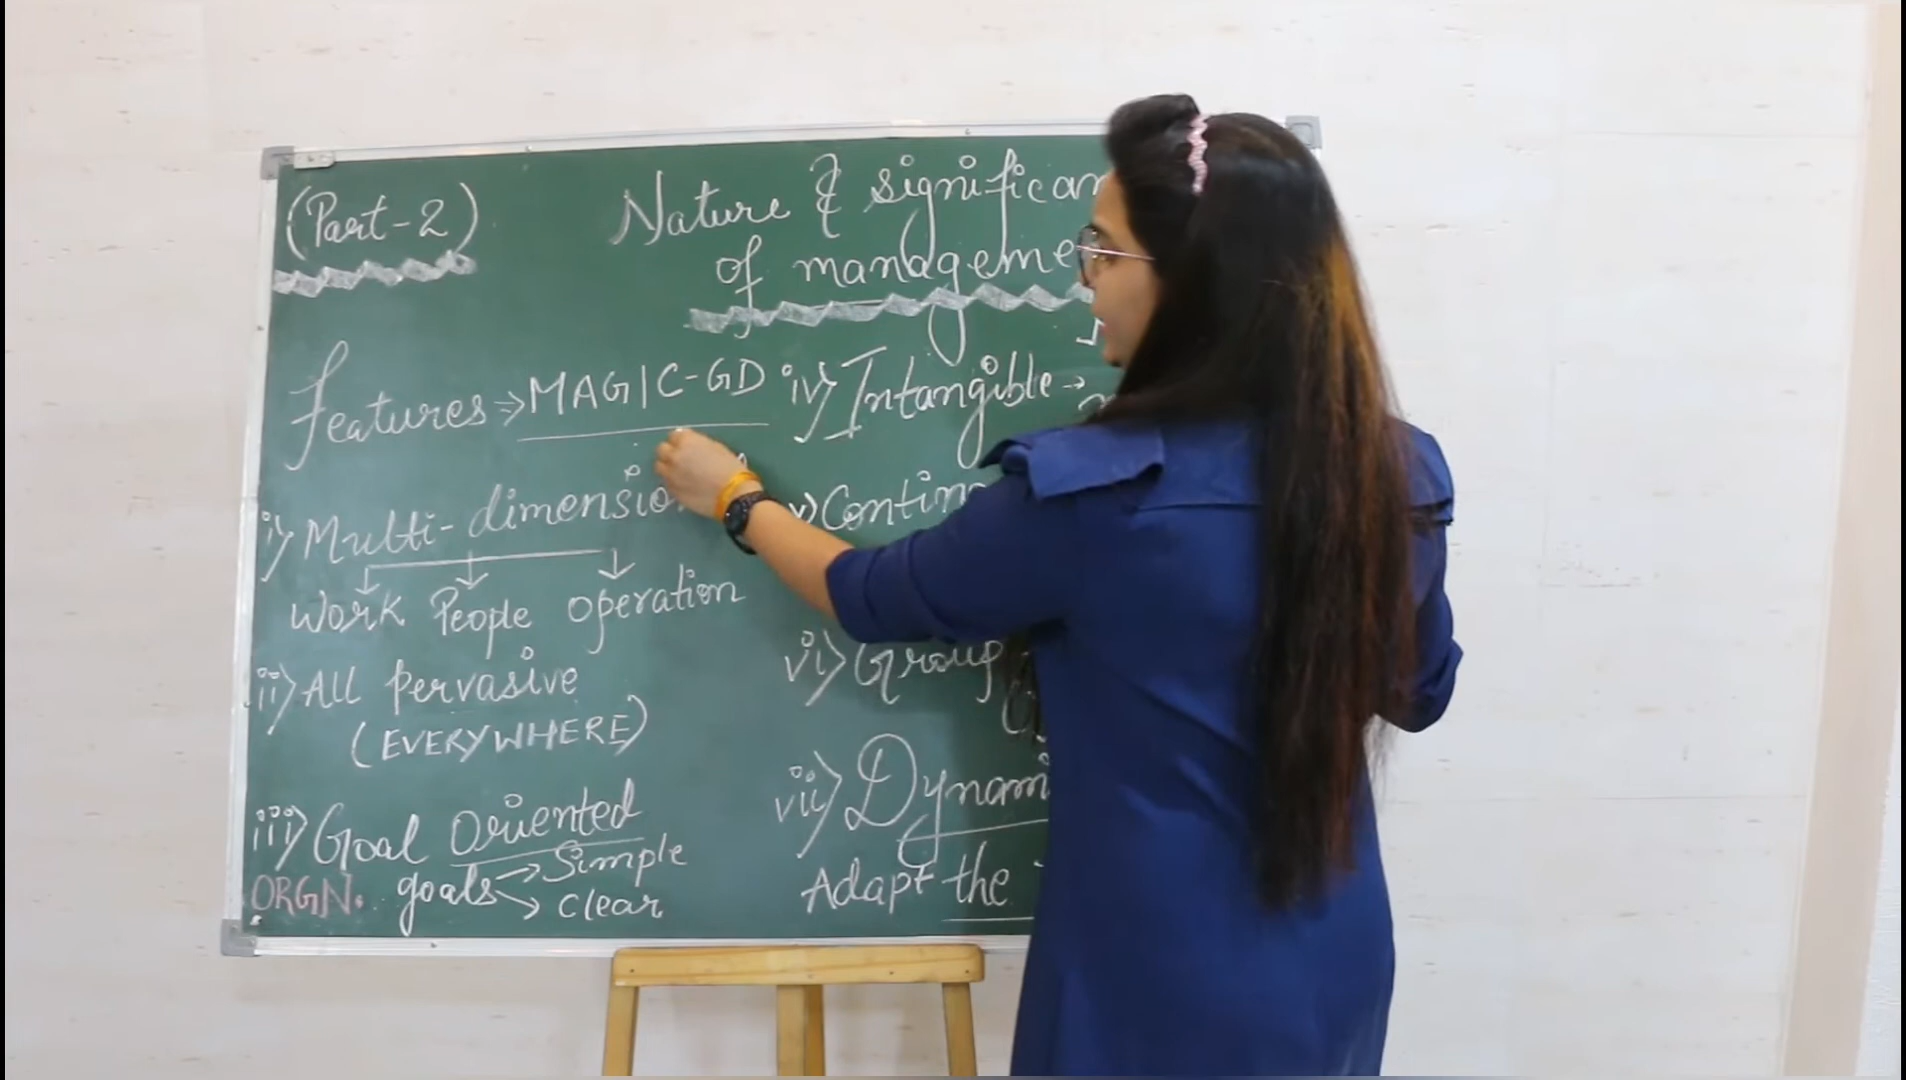 (Part-2)
Nature & significan
of manageme
Features ⇒ MAGIC-GD
i) Multi-dimensio
Work People operation
ii) All pervasive
(EVERYWHERE)
iii) Goal Oriented
ORGN. goals → Simple
→ clear
iv) Intangible →
v) Contin
vi) Group
vii) Dynami
Adapt the